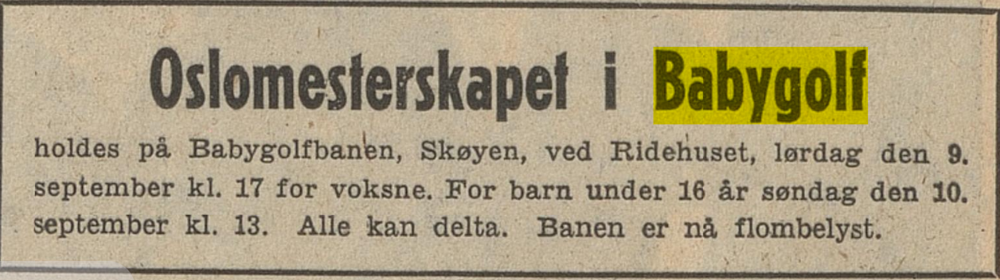 Oslomesterskapet i Babygolf
holdes på Babygolfbanen, Skøyen, ved Ridehuset, lørdag den 9.
september kl. 17 for voksne. For barn under 16 år søndag den 10.
september kl. 13. Alle kan delta. Banen er nå flombelyst.